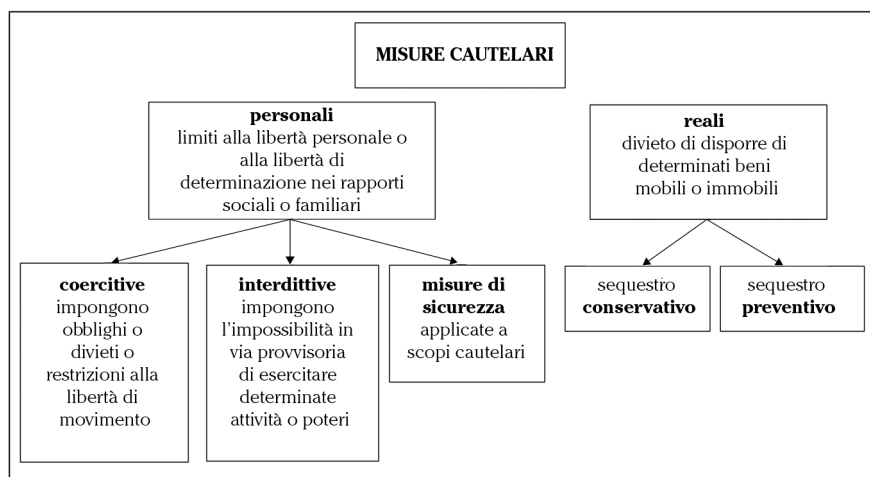 MISURE CAUTELARI
personali
limiti alla libertà personale o
alla libertà di
determinazione nei rapporti
sociali o familiari
reali
divieto di disporre di
determinati beni
mobili o immobili
coercitive
impongono
obblighi o
divieti o
restrizioni alla
libertà di
movimento
interdittive
impongono
l'impossibilità in
via provvisoria
di esercitare
determinate
attività o poteri
misure di
sicurezza
applicate a
scopi cautelari
sequestro
conservativo
sequestro
preventivo